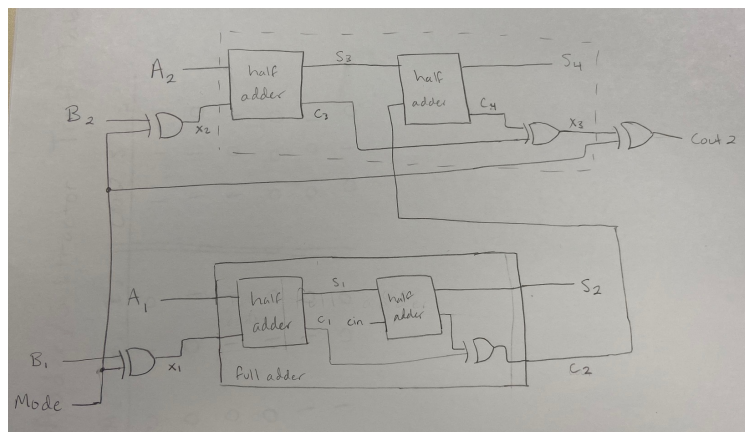 A2
S3
half
adder
half
adder
S4
C4
B2
X2
C3
X3
Cout 2
A1
S1
half
adder
half
adder
S2
C1
cin
B1
X1
full adder
C2
Mode